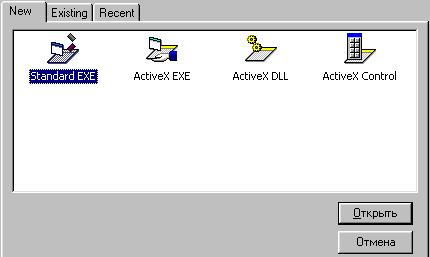 New Existing Recent
Standard EXE ActiveX EXE ActiveX DLL ActiveX Control
Открыть
Отмена